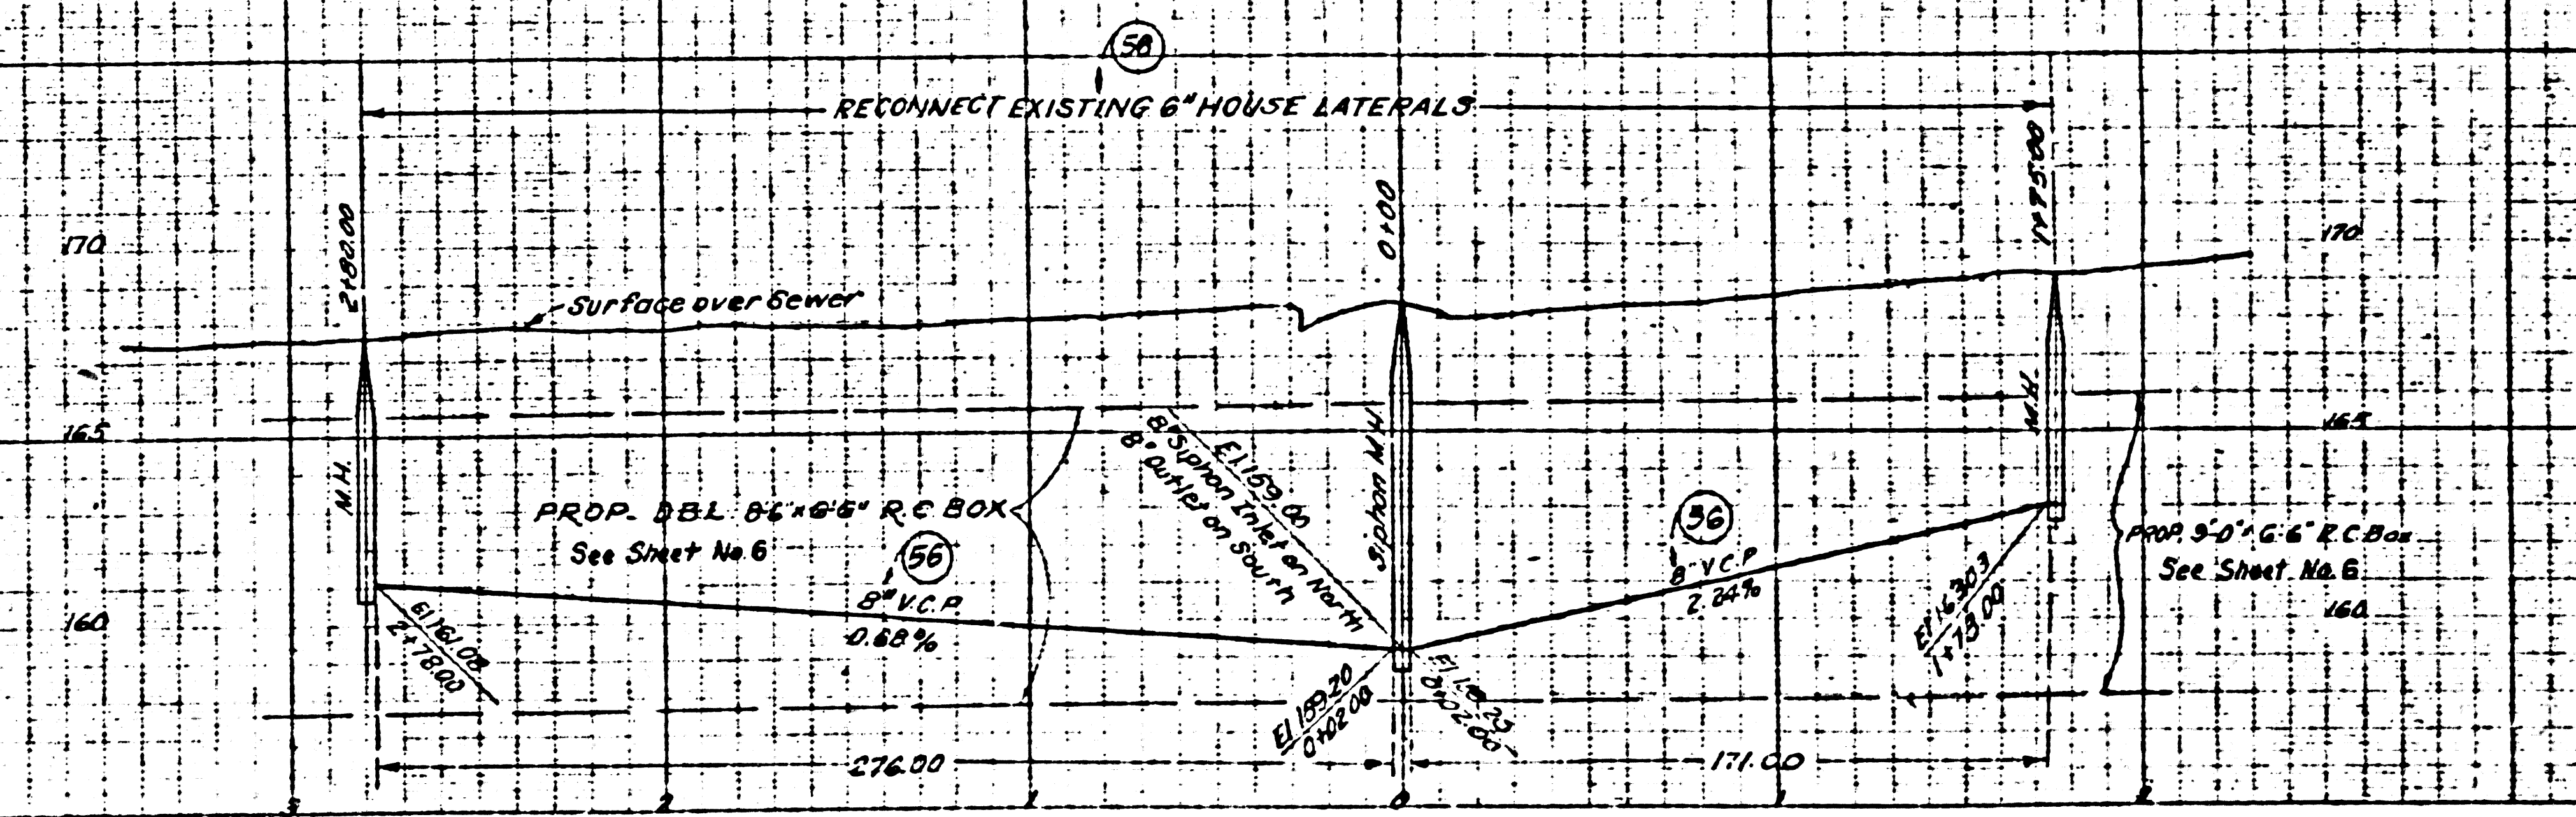 58
RECONNECT EXISTING 6" HOUSE LATERALS
2+80.00
0+00
1+75.00
170
170
Surface over Sewer
165
165
M.H.
Siphon M.H.
M.H.
El. 159.05
8" Siphon Inlet on North
8" Outlet on South
PROP. DBL 8'-6" x 6'-6" R.C. BOX
See Sheet No. 6
56
8" V.C.P.
0.68%
36
8" V.C.P.
2.24%
PROP. 9'-0" x 6'-6" R.C. Box
See Sheet No. 6
160
160
El. 161.08
2+78.00
El. 159.20
0+02.00
0+02.00
El. 163.03
1+73.00
276.00
171.00
3
2
1
0
1
2